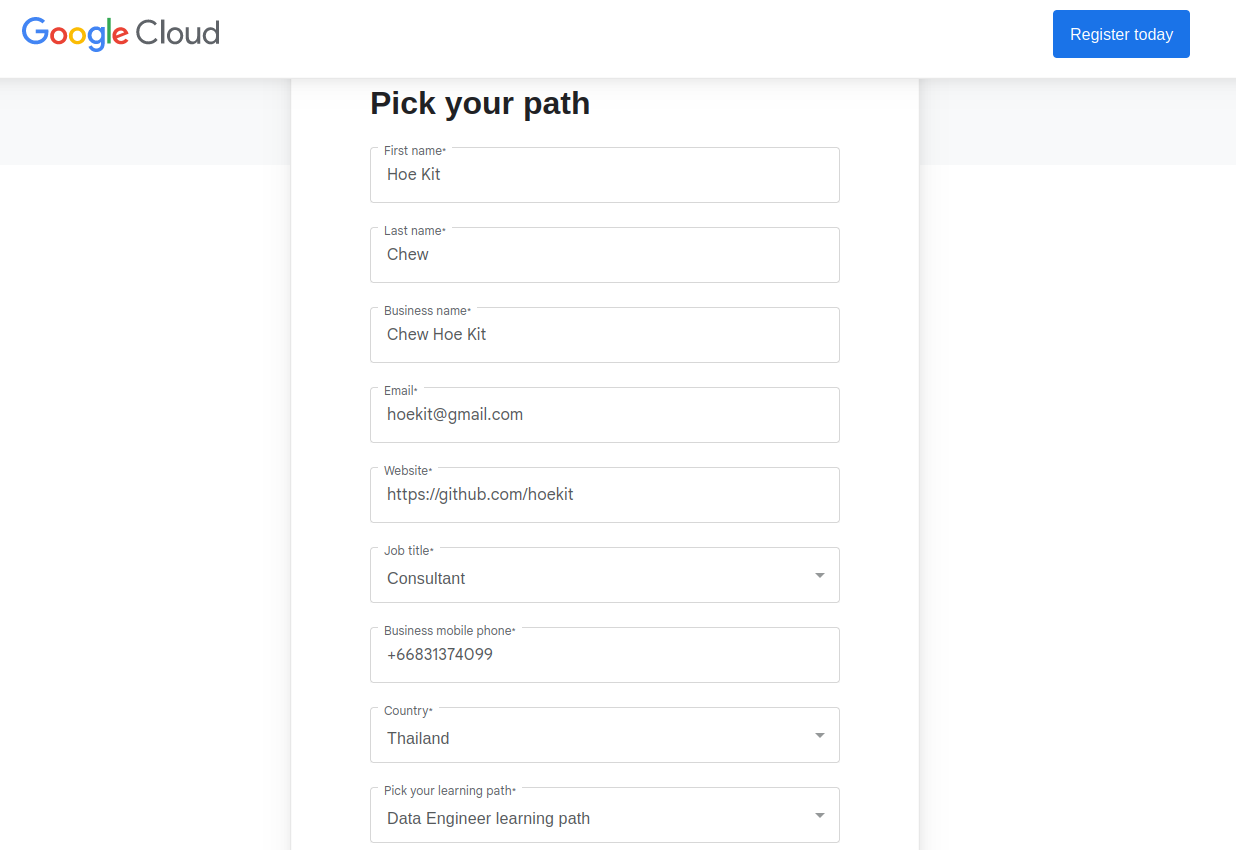 Google Cloud
Register today
Pick your path
First name*
Hoe Kit
Last name*
Chew
Business name*
Chew Hoe Kit
Email*
hoekit@gmail.com
Website*
https://github.com/hoekit
Job title*
Consultant
Business mobile phone*
+66831374099
Country*
Thailand
Pick your learning path*
Data Engineer learning path